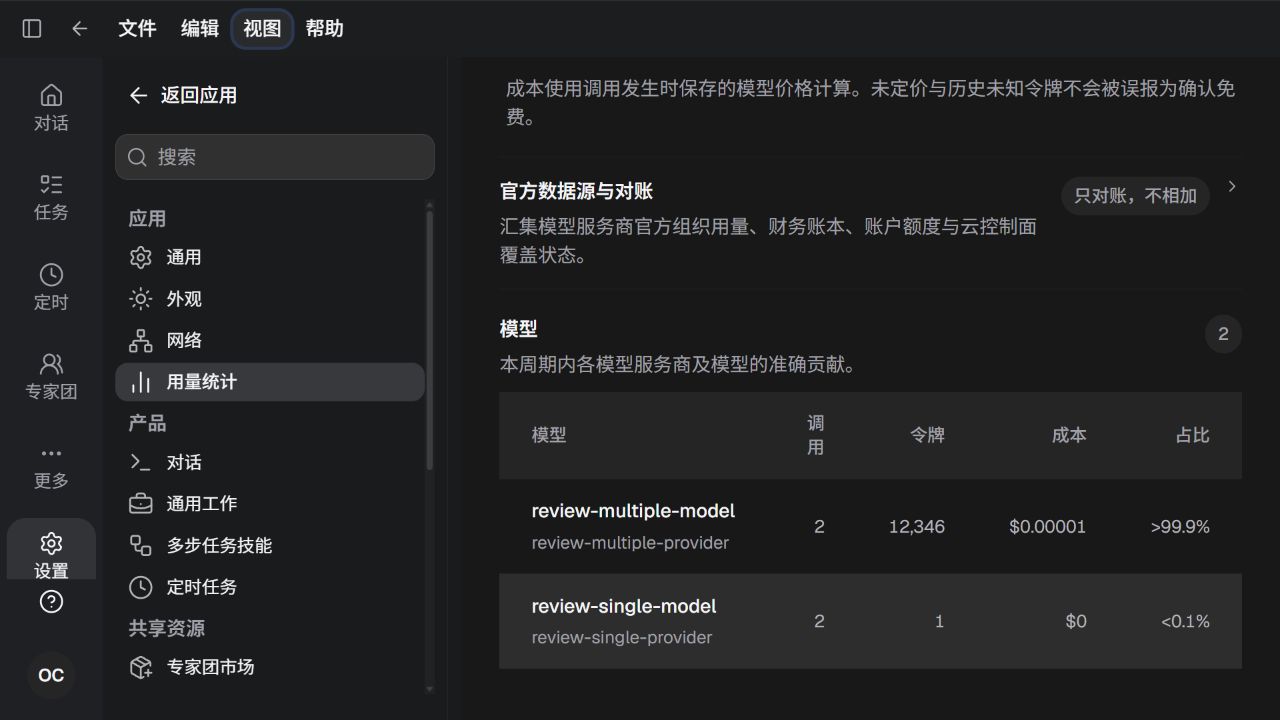 文件 编辑 视图 帮助
对话
任务
定时
专家团
更多
设置
OC
返回应用
搜索
应用
通用
外观
网络
用量统计
产品
对话
通用工作
多步任务技能
定时任务
共享资源
专家团市场
成本使用调用发生时保存的模型价格计算。未定价与历史未知令牌不会被误报为确认免
费。
官方数据源与对账
只对账，不相加
汇集模型服务商官方组织用量、财务账本、账户额度与云控制面
覆盖状态。
模型
2
本周期内各模型服务商及模型的准确贡献。
模型 调用 令牌 成本 占比
review-multiple-model
review-multiple-provider
2 12,346 $0.00001 >99.9%
review-single-model
review-single-provider
2 1 $0 <0.1%